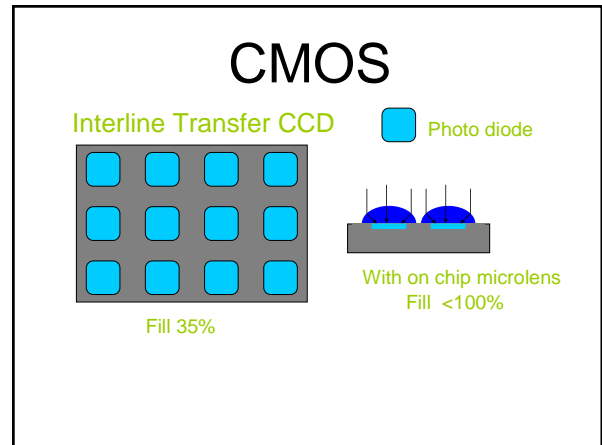 CMOS
Interline Transfer CCD
Photo diode
With on chip microlens
Fill <100%
Fill 35%